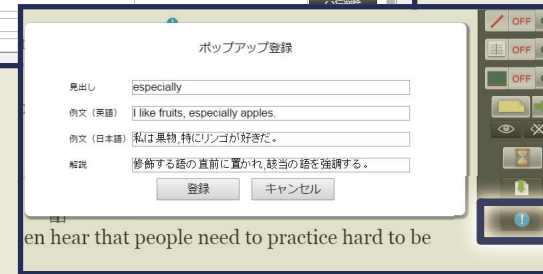 ポップアップ登録
見出し especially
例文（英語） I like fruits, especially apples.
例文（日本語） 私は果物,特にリンゴが好きだ。
解説 修飾する語の直前に置かれ,該当の語を強調する。
登録 キャンセル
OFF
OFF
OFF
en hear that people need to practice hard to be